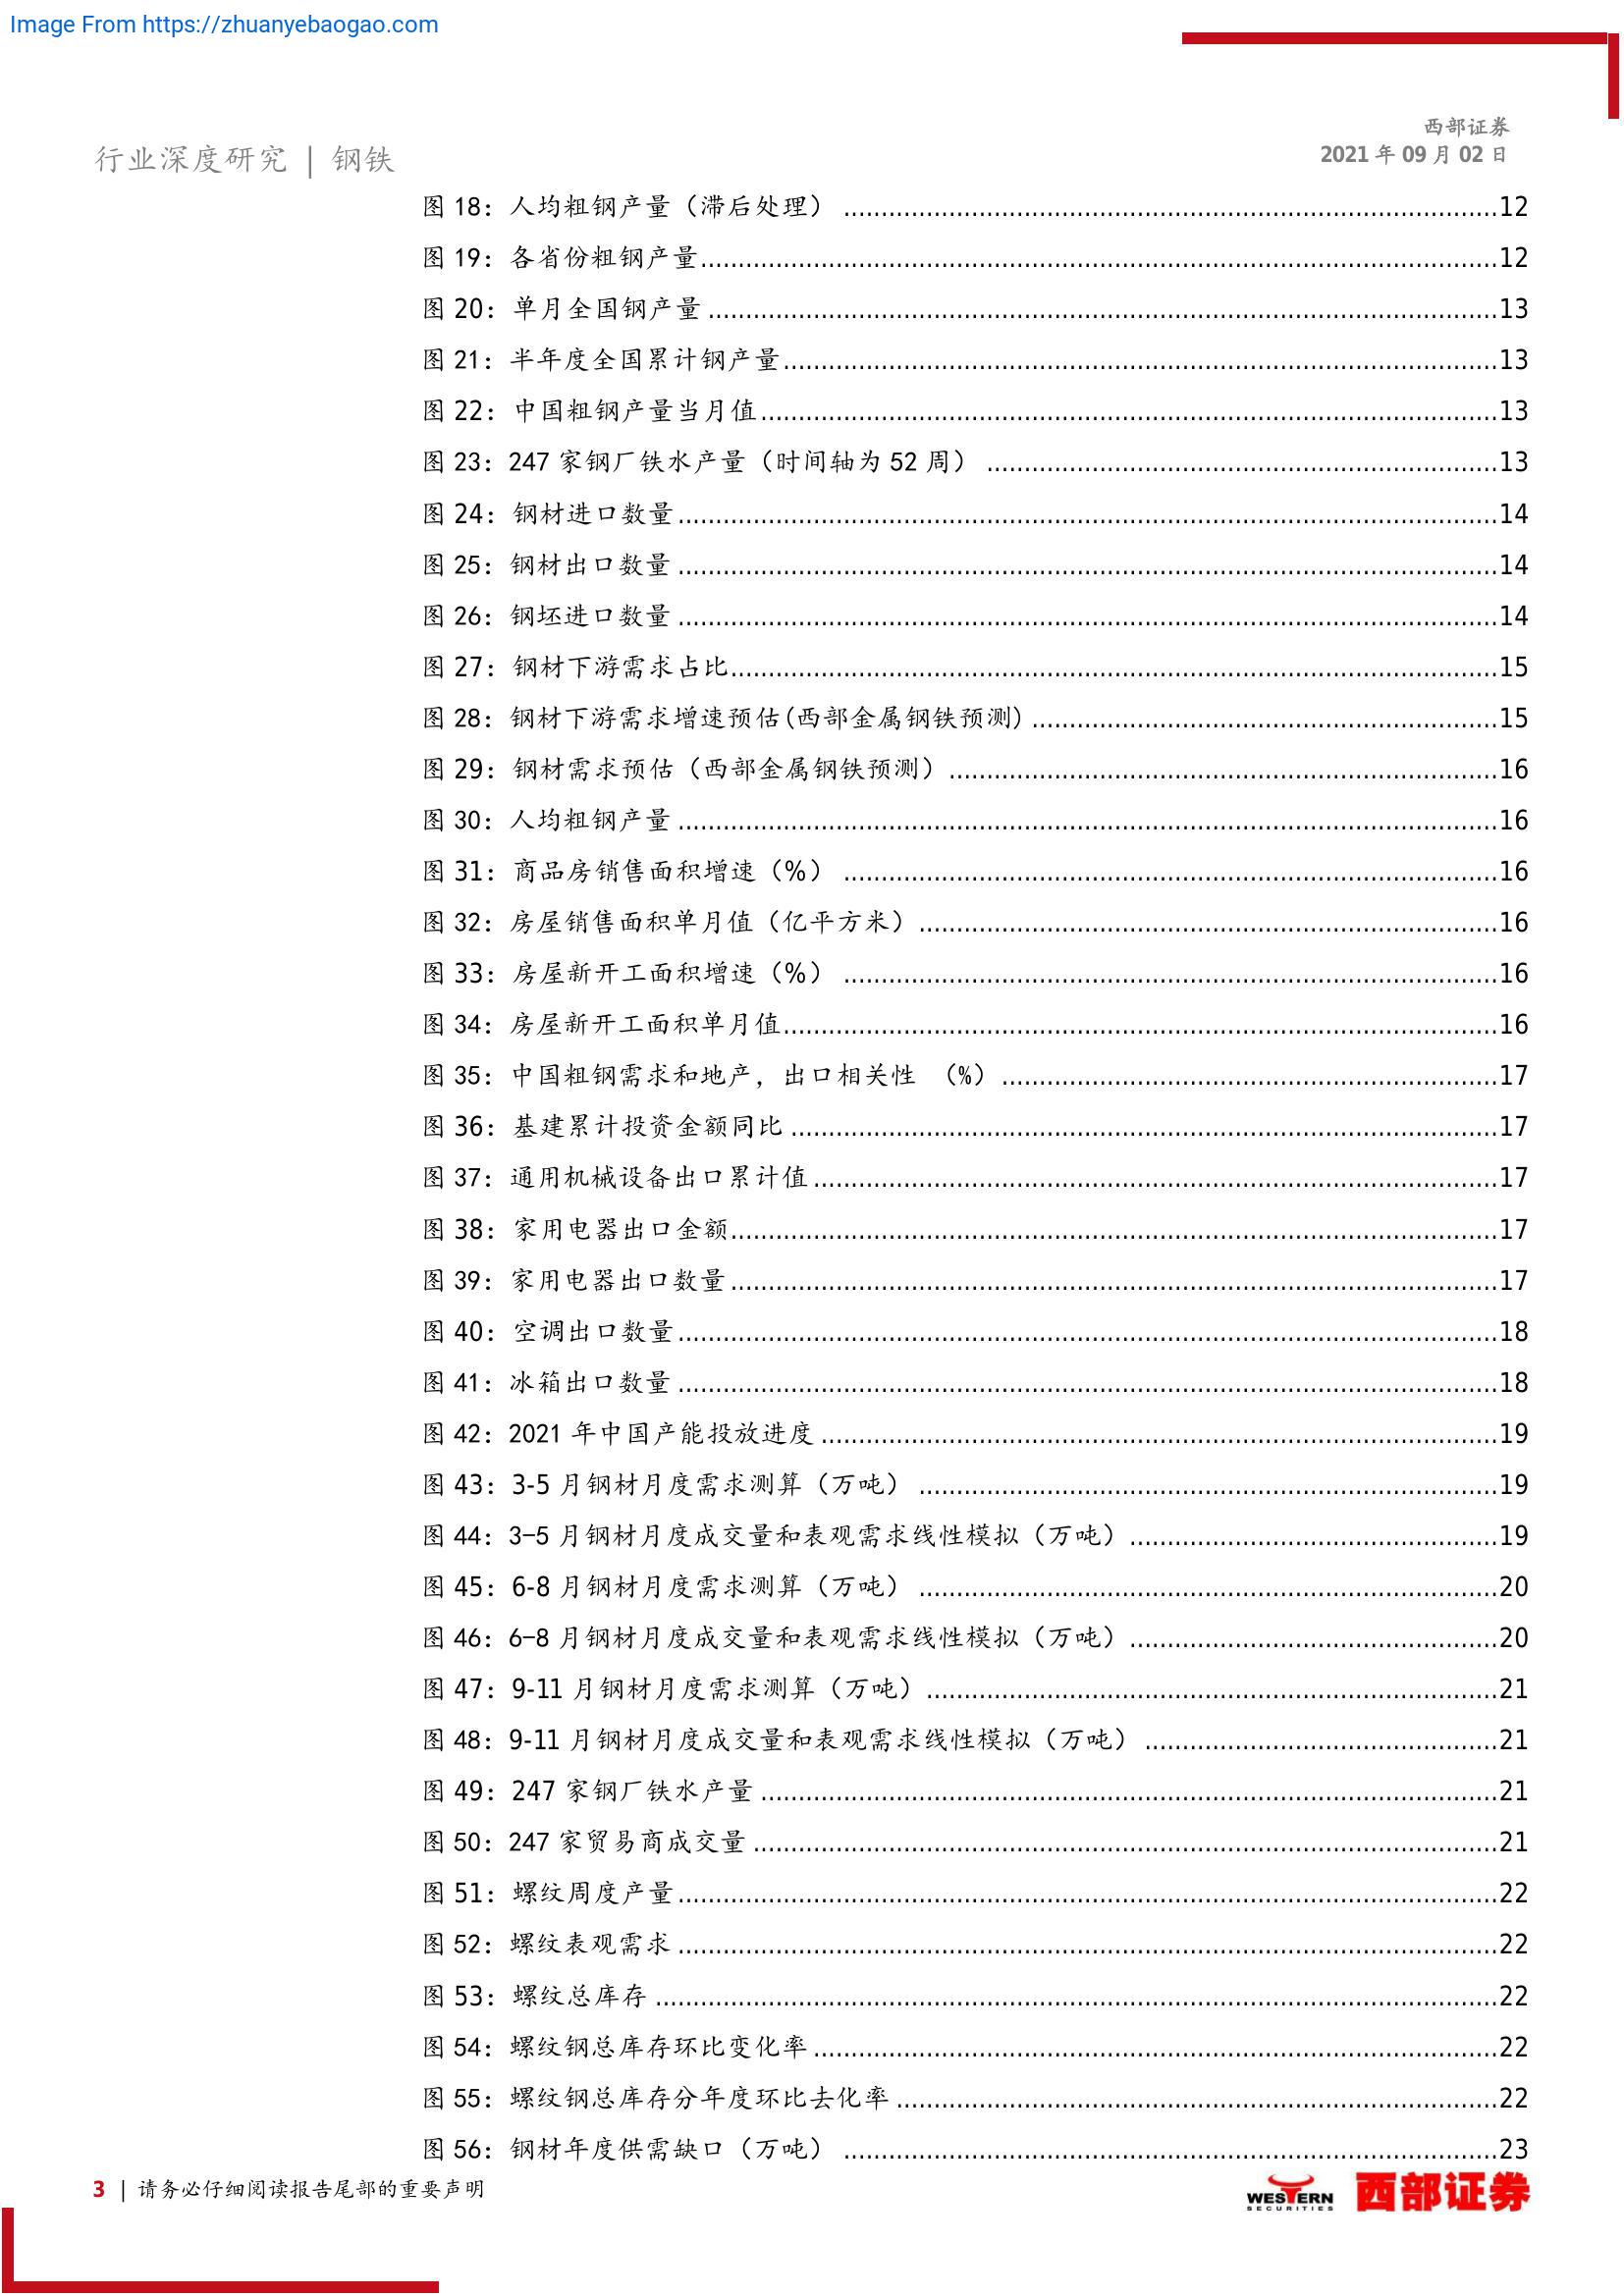 Image From https://zhuanyebaogao.com
西部证券
2021 年 09 月 02 日
行业深度研究 | 钢铁
图 18：人均粗钢产量（滞后处理） ........................................12
图 19：各省份粗钢产量........................................12
图 20：单月全国钢产量 ........................................13
图 21：半年度全国累计钢产量........................................13
图 22：中国粗钢产量当月值........................................13
图 23：247 家钢厂铁水产量（时间轴为 52 周） ........................................13
图 24：钢材进口数量........................................14
图 25：钢材出口数量 ........................................14
图 26：钢坯进口数量 ........................................14
图 27：钢材下游需求占比........................................15
图 28：钢材下游需求增速预估(西部金属钢铁预测) ........................................15
图 29：钢材需求预估（西部金属钢铁预测）........................................16
图 30：人均粗钢产量 ........................................16
图 31：商品房销售面积增速（%） ........................................16
图 32：房屋销售面积单月值（亿平方米）........................................16
图 33：房屋新开工面积增速（%） ........................................16
图 34：房屋新开工面积单月值........................................16
图 35：中国粗钢需求和地产，出口相关性 （%）........................................17
图 36：基建累计投资金额同比 ........................................17
图 37：通用机械设备出口累计值 ........................................17
图 38：家用电器出口金额........................................17
图 39：家用电器出口数量 ........................................17
图 40：空调出口数量........................................18
图 41：冰箱出口数量 ........................................18
图 42：2021 年中国产能投放进度 ........................................19
图 43：3-5 月钢材月度需求测算（万吨） ........................................19
图 44：3-5 月钢材月度成交量和表观需求线性模拟（万吨）........................................19
图 45：6-8 月钢材月度需求测算（万吨） ........................................20
图 46：6-8 月钢材月度成交量和表观需求线性模拟（万吨）........................................20
图 47：9-11 月钢材月度需求测算（万吨）........................................21
图 48：9-11 月钢材月度成交量和表观需求线性模拟（万吨） ........................................21
图 49：247 家钢厂铁水产量 ........................................21
图 50：247 家贸易商成交量 ........................................21
图 51：螺纹周度产量........................................22
图 52：螺纹表观需求 ........................................22
图 53：螺纹总库存 ........................................22
图 54：螺纹钢总库存环比变化率 ........................................22
图 55：螺纹钢总库存分年度环比去化率 ........................................22
图 56：钢材年度供需缺口（万吨） ........................................23
3 | 请务必仔细阅读报告尾部的重要声明
WESTERN
SECURITIES
西部证券